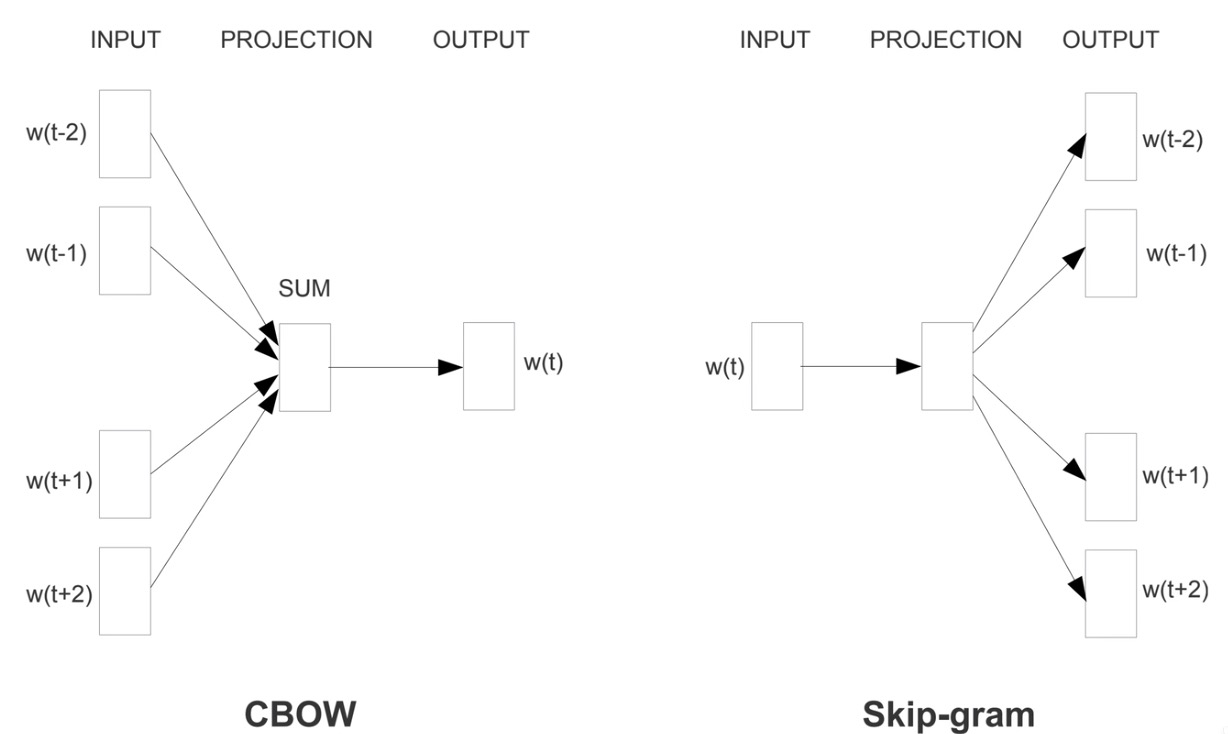 INPUT PROJECTION OUTPUT
w(t-2)
w(t-1)
SUM
w(t)
w(t+1)
w(t+2)
CBOW
INPUT PROJECTION OUTPUT
w(t-2)
w(t-1)
w(t)
w(t+1)
w(t+2)
Skip-gram